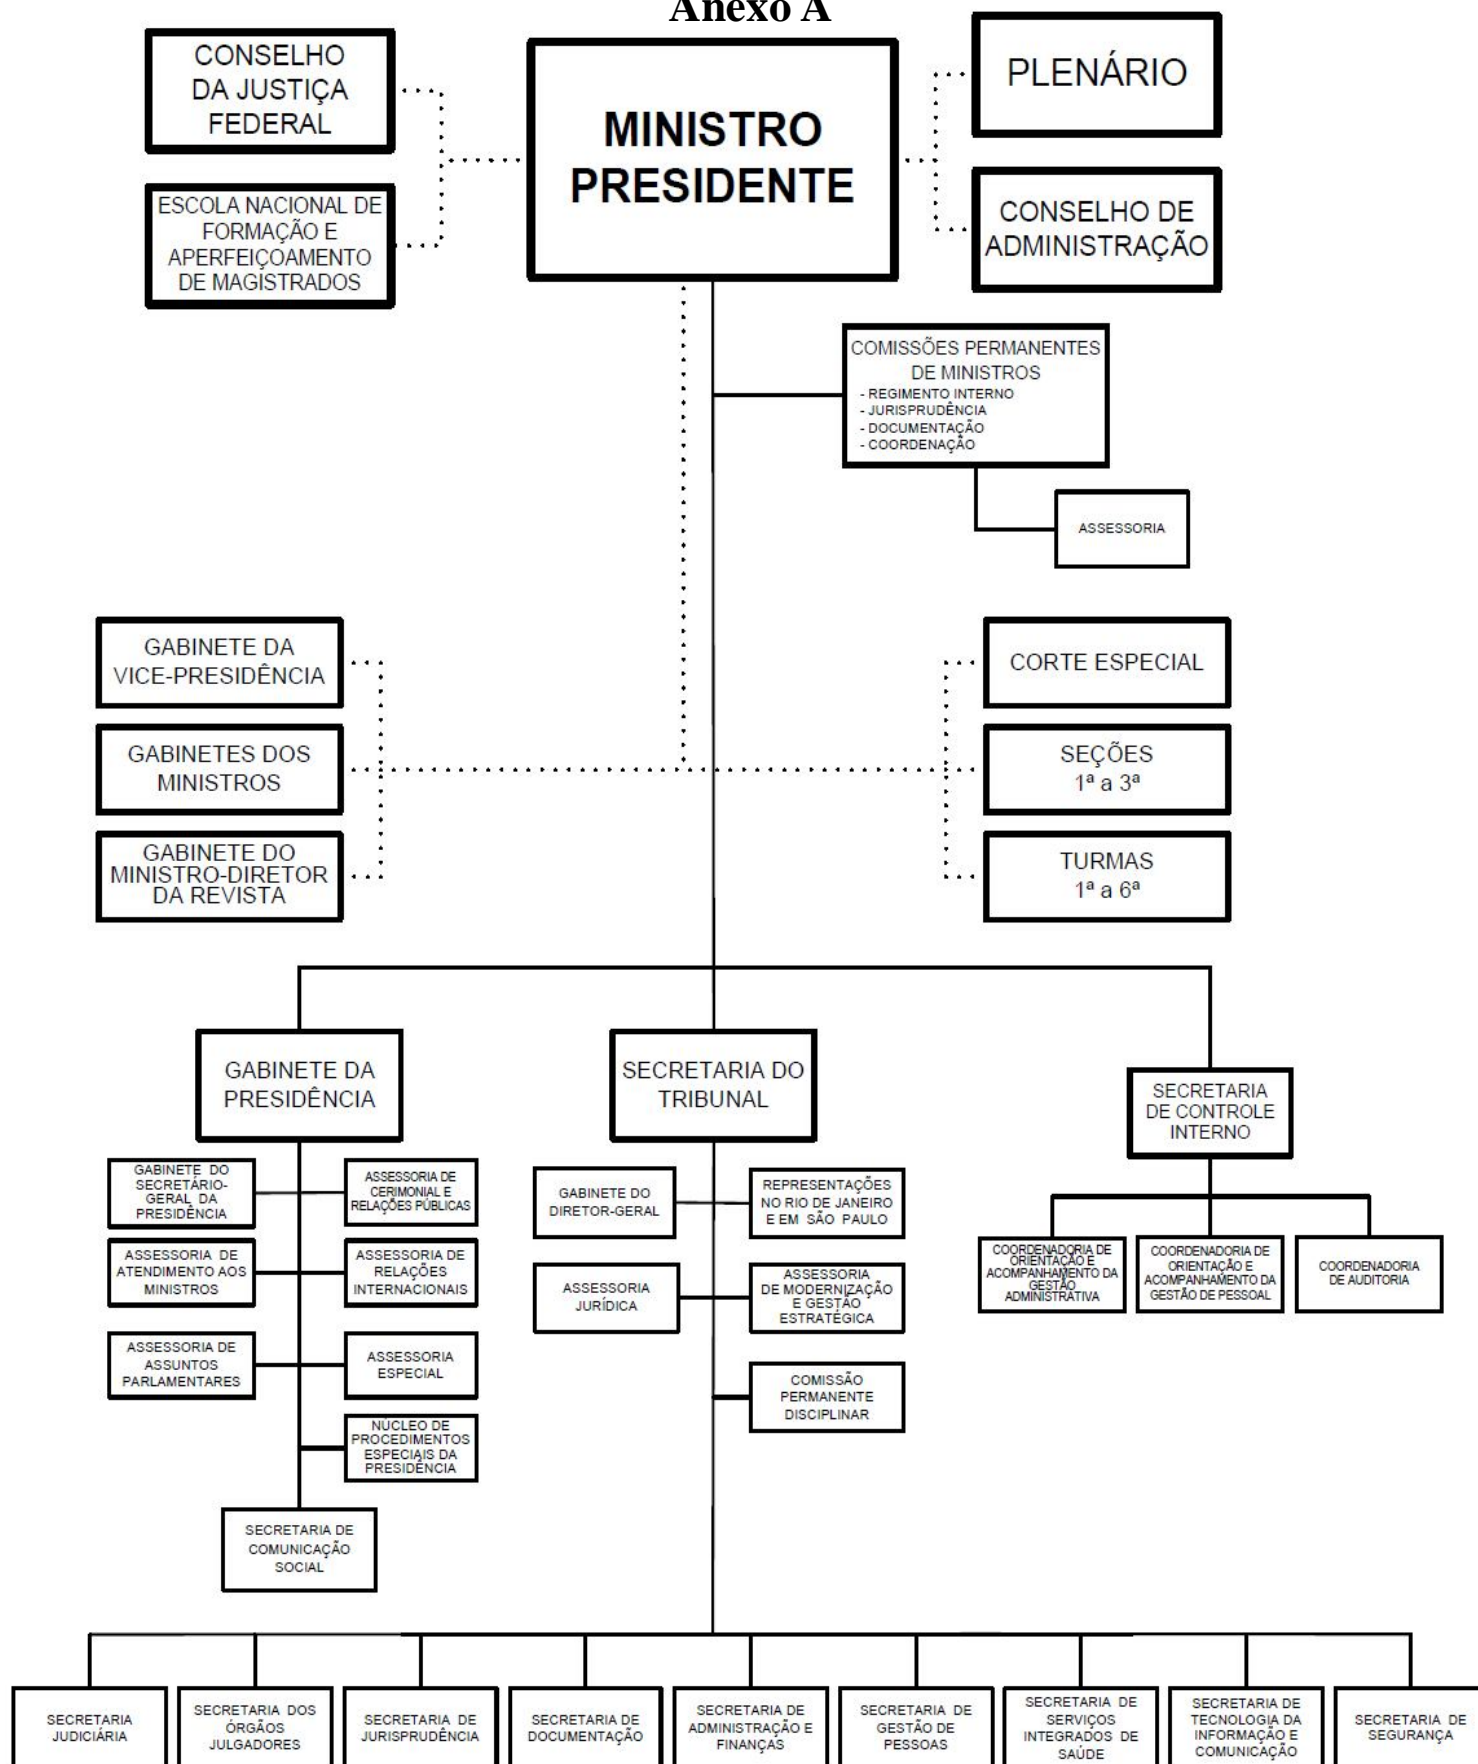 Anexo A
CONSELHO
DA JUSTIÇA
FEDERAL
ESCOLA NACIONAL DE
FORMAÇÃO E
APERFEIÇOAMENTO
DE MAGISTRADOS
MINISTRO
PRESIDENTE
PLENÁRIO
CONSELHO DE
ADMINISTRAÇÃO
COMISSÕES PERMANENTES
DE MINISTROS
- REGIMENTO INTERNO
- JURISPRUDÊNCIA
- DOCUMENTAÇÃO
- COORDENAÇÃO
ASSESSORIA
GABINETE DA
VICE-PRESIDÊNCIA
GABINETES DOS
MINISTROS
GABINETE DO
MINISTRO-DIRETOR
DA REVISTA
CORTE ESPECIAL
SEÇÕES
1ª a 3ª
TURMAS
1ª a 6ª
GABINETE DA
PRESIDÊNCIA
SECRETARIA DO
TRIBUNAL
SECRETARIA
DE CONTROLE
INTERNO
GABINETE DO
SECRETÁRIO-
GERAL DA
PRESIDÊNCIA
ASSESSORIA DE
CERIMONIAL E
RELAÇÕES PÚBLICAS
ASSESSORIA DE
ATENDIMENTO AOS
MINISTROS
ASSESSORIA DE
RELAÇÕES
INTERNACIONAIS
ASSESSORIA DE
ASSUNTOS
PARLAMENTARES
ASSESSORIA
ESPECIAL
NÚCLEO DE
PROCEDIMENTOS
ESPECIAIS DA
PRESIDÊNCIA
SECRETARIA DE
COMUNICAÇÃO
SOCIAL
GABINETE DO
DIRETOR-GERAL
REPRESENTAÇÕES
NO RIO DE JANEIRO
E EM SÃO PAULO
ASSESSORIA
JURÍDICA
ASSESSORIA
DE MODERNIZAÇÃO
E GESTÃO
ESTRATÉGICA
COMISSÃO
PERMANENTE
DISCIPLINAR
COORDENADORIA DE
ORIENTAÇÃO E
ACOMPANHAMENTO DA
GESTÃO
ADMINISTRATIVA
COORDENADORIA DE
ORIENTAÇÃO E
ACOMPANHAMENTO DA
GESTÃO DE PESSOAL
COORDENADORIA
DE AUDITORIA
SECRETARIA
JUDICIÁRIA
SECRETARIA DOS
ÓRGÃOS
JULGADORES
SECRETARIA DE
JURISPRUDÊNCIA
SECRETARIA DE
DOCUMENTAÇÃO
SECRETARIA DE
ADMINISTRAÇÃO E
FINANÇAS
SECRETARIA DE
GESTÃO DE
PESSOAS
SECRETARIA DE
SERVIÇOS
INTEGRADOS DE
SAÚDE
SECRETARIA DE
TECNOLOGIA DA
INFORMAÇÃO E
COMUNICAÇÃO
SECRETARIA DE
SEGURANÇA